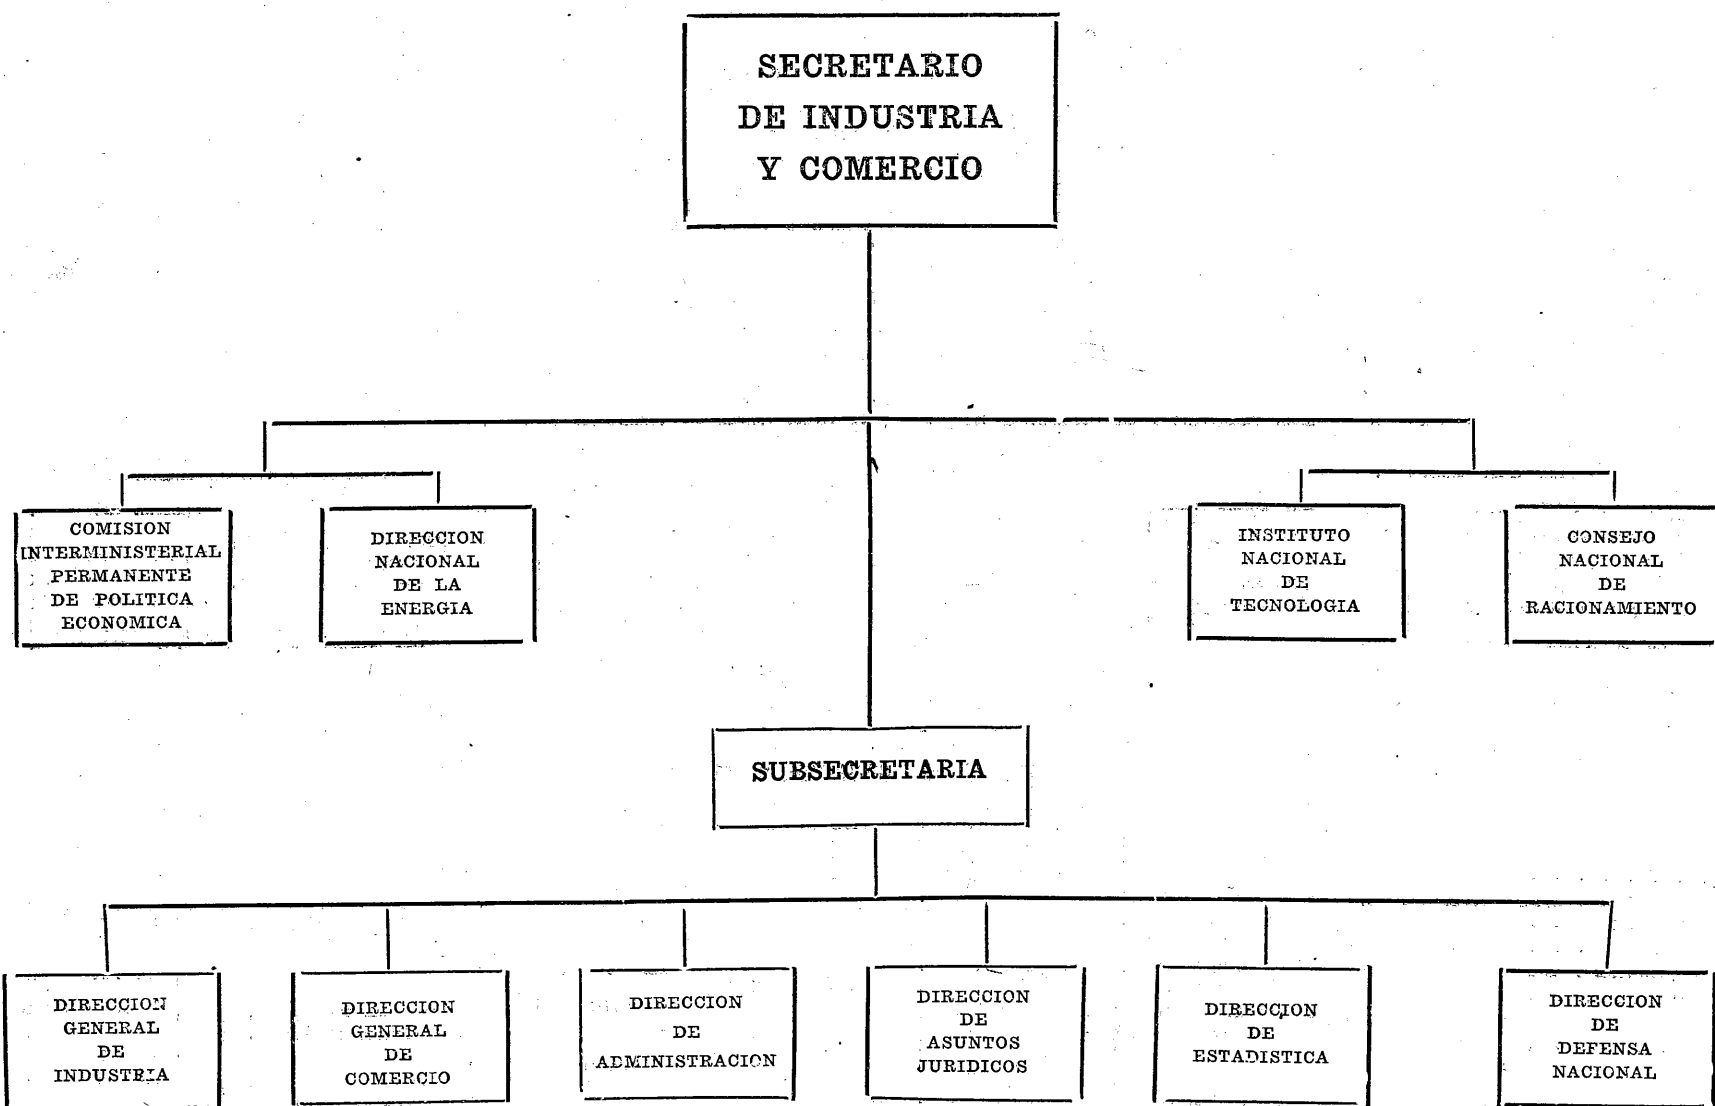 SECRETARIO
DE INDUSTRIA
Y COMERCIO
COMISION
INTERMINISTERIAL
PERMANENTE
DE POLITICA
ECONOMICA
DIRECCION
NACIONAL
DE LA
ENERGIA
INSTITUTO
NACIONAL
DE
TECNOLOGIA
CONSEJO
NACIONAL
DE
RACIONAMIENTO
SUBSECRETARIA
DIRECCION
GENERAL
DE
INDUSTRIA
DIRECCION
GENERAL
DE
COMERCIO
DIRECCION
DE
ADMINISTRACION
DIRECCION
DE
ASUNTOS
JURIDICOS
DIRECCION
DE
ESTADISTICA
DIRECCION
DE
DEFENSA
NACIONAL